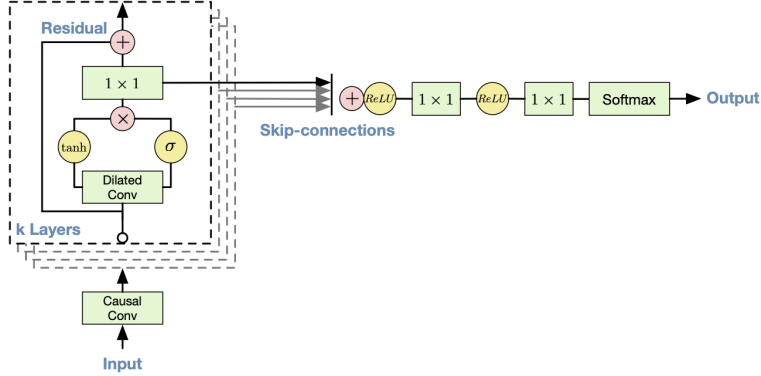 Residual
+
1 × 1
×
tanh
σ
Dilated
Conv
k Layers
Causal
Conv
Input
Skip-connections
+
ReLU
1 × 1
ReLU
1 × 1
Softmax
Output